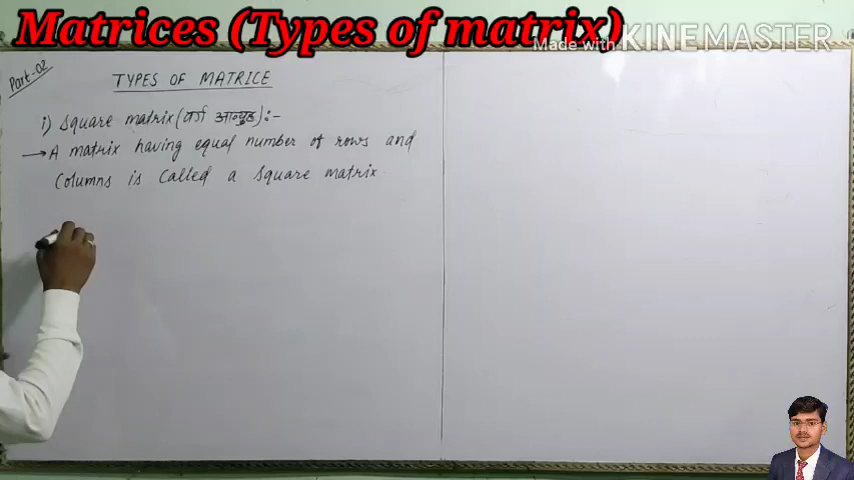 Matrices (Types of matrix)
Made with KINEMASTER
Part-02
TYPES OF MATRICE
i) Square matrix (वर्ग आव्यूह):-
→ A matrix having equal number of rows and
Columns is called a square matrix